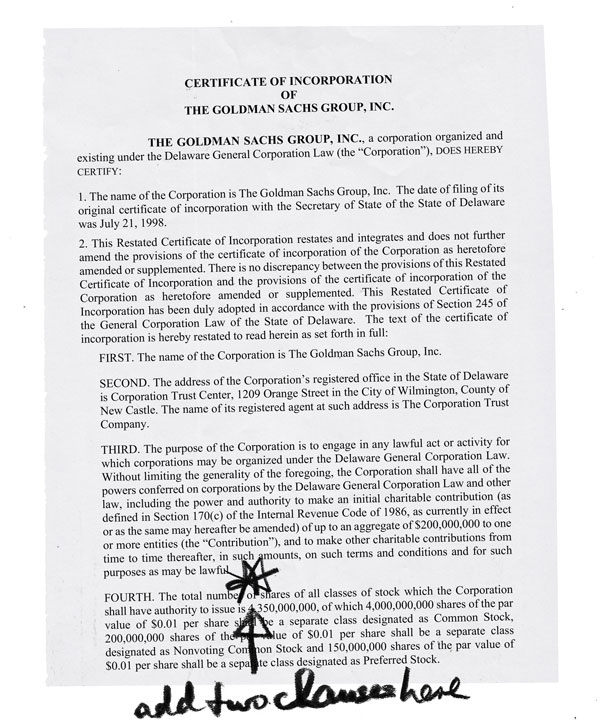 CERTIFICATE OF INCORPORATION
OF
THE GOLDMAN SACHS GROUP, INC.
THE GOLDMAN SACHS GROUP, INC., a corporation organized and
existing under the Delaware General Corporation Law (the “Corporation”), DOES HEREBY
CERTIFY:
1. The name of the Corporation is The Goldman Sachs Group, Inc. The date of filing of its
original certificate of incorporation with the Secretary of State of the State of Delaware
was July 21, 1998.
2. This Restated Certificate of Incorporation restates and integrates and does not further
amend the provisions of the certificate of incorporation of the Corporation as heretofore
amended or supplemented. There is no discrepancy between the provisions of this Restated
Certificate of Incorporation and the provisions of the certificate of incorporation of the
Corporation as heretofore amended or supplemented. This Restated Certificate of
Incorporation has been duly adopted in accordance with the provisions of Section 245 of
the General Corporation Law of the State of Delaware. The text of the certificate of
incorporation is hereby restated to read herein as set forth in full:
FIRST. The name of the Corporation is The Goldman Sachs Group, Inc.
SECOND. The address of the Corporation’s registered office in the State of Delaware
is Corporation Trust Center, 1209 Orange Street in the City of Wilmington, County of
New Castle. The name of its registered agent at such address is The Corporation Trust
Company.
THIRD. The purpose of the Corporation is to engage in any lawful act or activity for
which corporations may be organized under the Delaware General Corporation Law.
Without limiting the generality of the foregoing, the Corporation shall have all of the
powers conferred on corporations by the Delaware General Corporation Law and other
law, including the power and authority to make an initial charitable contribution (as
defined in Section 170(c) of the Internal Revenue Code of 1986, as currently in effect
or as the same may hereafter be amended) of up to an aggregate of $200,000,000 to one
or more entities (the “Contribution”), and to make other charitable contributions from
time to time thereafter, in such amounts, on such terms and conditions and for such
purposes as may be lawful.
FOURTH. The total number of shares of all classes of stock which the Corporation
shall have authority to issue is 4,350,000,000, of which 4,000,000,000 shares of the par
value of $0.01 per share shall be a separate class designated as Common Stock,
200,000,000 shares of the par value of $0.01 per share shall be a separate class
designated as Nonvoting Common Stock and 150,000,000 shares of the par value of
$0.01 per share shall be a separate class designated as Preferred Stock.
add two clauses here